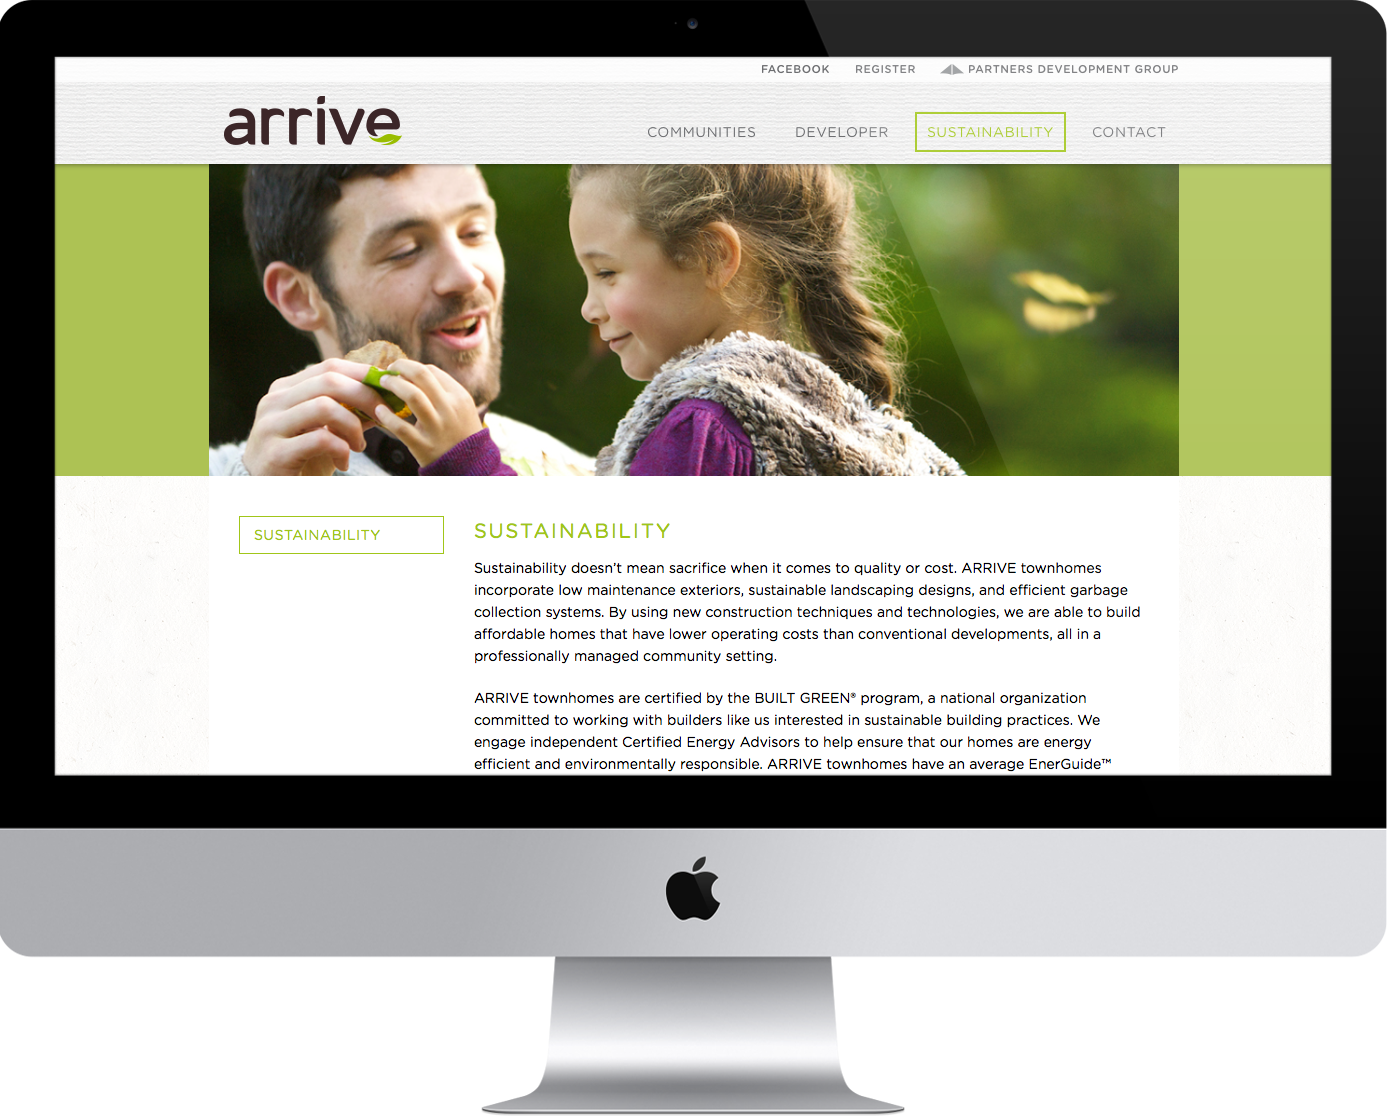 FACEBOOK REGISTER PARTNERS DEVELOPMENT GROUP
arrive
COMMUNITIES DEVELOPER SUSTAINABILITY CONTACT
SUSTAINABILITY
SUSTAINABILITY
Sustainability doesn’t mean sacrifice when it comes to quality or cost. ARRIVE townhomes
incorporate low maintenance exteriors, sustainable landscaping designs, and efficient garbage
collection systems. By using new construction techniques and technologies, we are able to build
affordable homes that have lower operating costs than conventional developments, all in a
professionally managed community setting.
ARRIVE townhomes are certified by the BUILT GREEN® program, a national organization
committed to working with builders like us interested in sustainable building practices. We
engage independent Certified Energy Advisors to help ensure that our homes are energy
efficient and environmentally responsible. ARRIVE townhomes have an average EnerGuide™